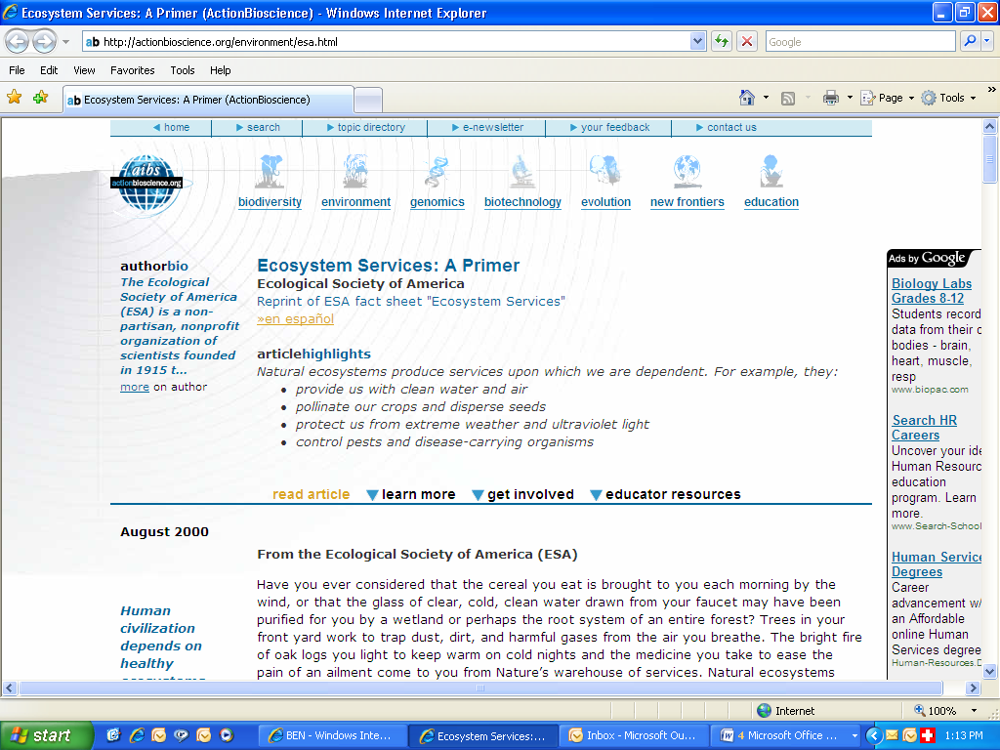 Ecosystem Services: A Primer (ActionBioscience) - Windows Internet Explorer
ab http://actionbioscience.org/environment/esa.html
Google
File Edit View Favorites Tools Help
ab Ecosystem Services: A Primer (ActionBioscience)
Page Tools »
home search topic directory e-newsletter your feedback contact us
aibs
actionbioscience.org
biodiversity environment genomics biotechnology evolution new frontiers education
authorbio
The Ecological
Society of America
(ESA) is a non-
partisan, nonprofit
organization of
scientists founded
in 1915 t...
more on author
Ecosystem Services: A Primer
Ecological Society of America
Reprint of ESA fact sheet "Ecosystem Services"
»en español
articlehighlights
Natural ecosystems produce services upon which we are dependent. For example, they:
• provide us with clean water and air
• pollinate our crops and disperse seeds
• protect us from extreme weather and ultraviolet light
• control pests and disease-carrying organisms
read article learn more get involved educator resources
August 2000
Human
civilization
depends on
healthy
ecosystems
From the Ecological Society of America (ESA)
Have you ever considered that the cereal you eat is brought to you each morning by the
wind, or that the glass of clear, cold, clean water drawn from your faucet may have been
purified for you by a wetland or perhaps the root system of an entire forest? Trees in your
front yard work to trap dust, dirt, and harmful gases from the air you breathe. The bright fire
of oak logs you light to keep warm on cold nights and the medicine you take to ease the
pain of an ailment come to you from Nature's warehouse of services. Natural ecosystems
Ads by Google
Biology Labs
Grades 8-12
Students record
data from their o
bodies - brain,
heart, muscle,
resp
www.biopac.com
Search HR
Careers
Uncover your ide
Human Resourc
education
program. Learn
more.
www.Search-School
Human Service
Degrees
Career
advancement w/
an Affordable
online Human
Services degree
Human-Resources.D
Internet 100%
start BEN - Windows Inte... Ecosystem Services:... Inbox - Microsoft Ou... 4 Microsoft Office ... 1:13 PM